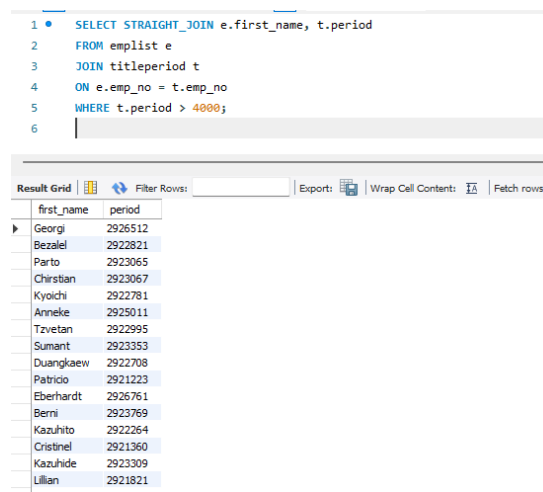 1 SELECT STRAIGHT_JOIN e.first_name, t.period
2 FROM emplist e
3 JOIN titleperiod t
4 ON e.emp_no = t.emp_no
5 WHERE t.period > 4000;
6
Result Grid Filter Rows: Export: Wrap Cell Content: Fetch rows
first_name period
Georgi 2926512
Bezalel 2922821
Parto 2923065
Chirstian 2923067
Kyoichi 2922781
Anneke 2925011
Tzvetan 2922995
Sumant 2923353
Duangkaew 2922708
Patricio 2921223
Eberhardt 2926761
Berni 2923769
Kazuhito 2922264
Cristinel 2921360
Kazuhide 2923309
Lillian 2921821